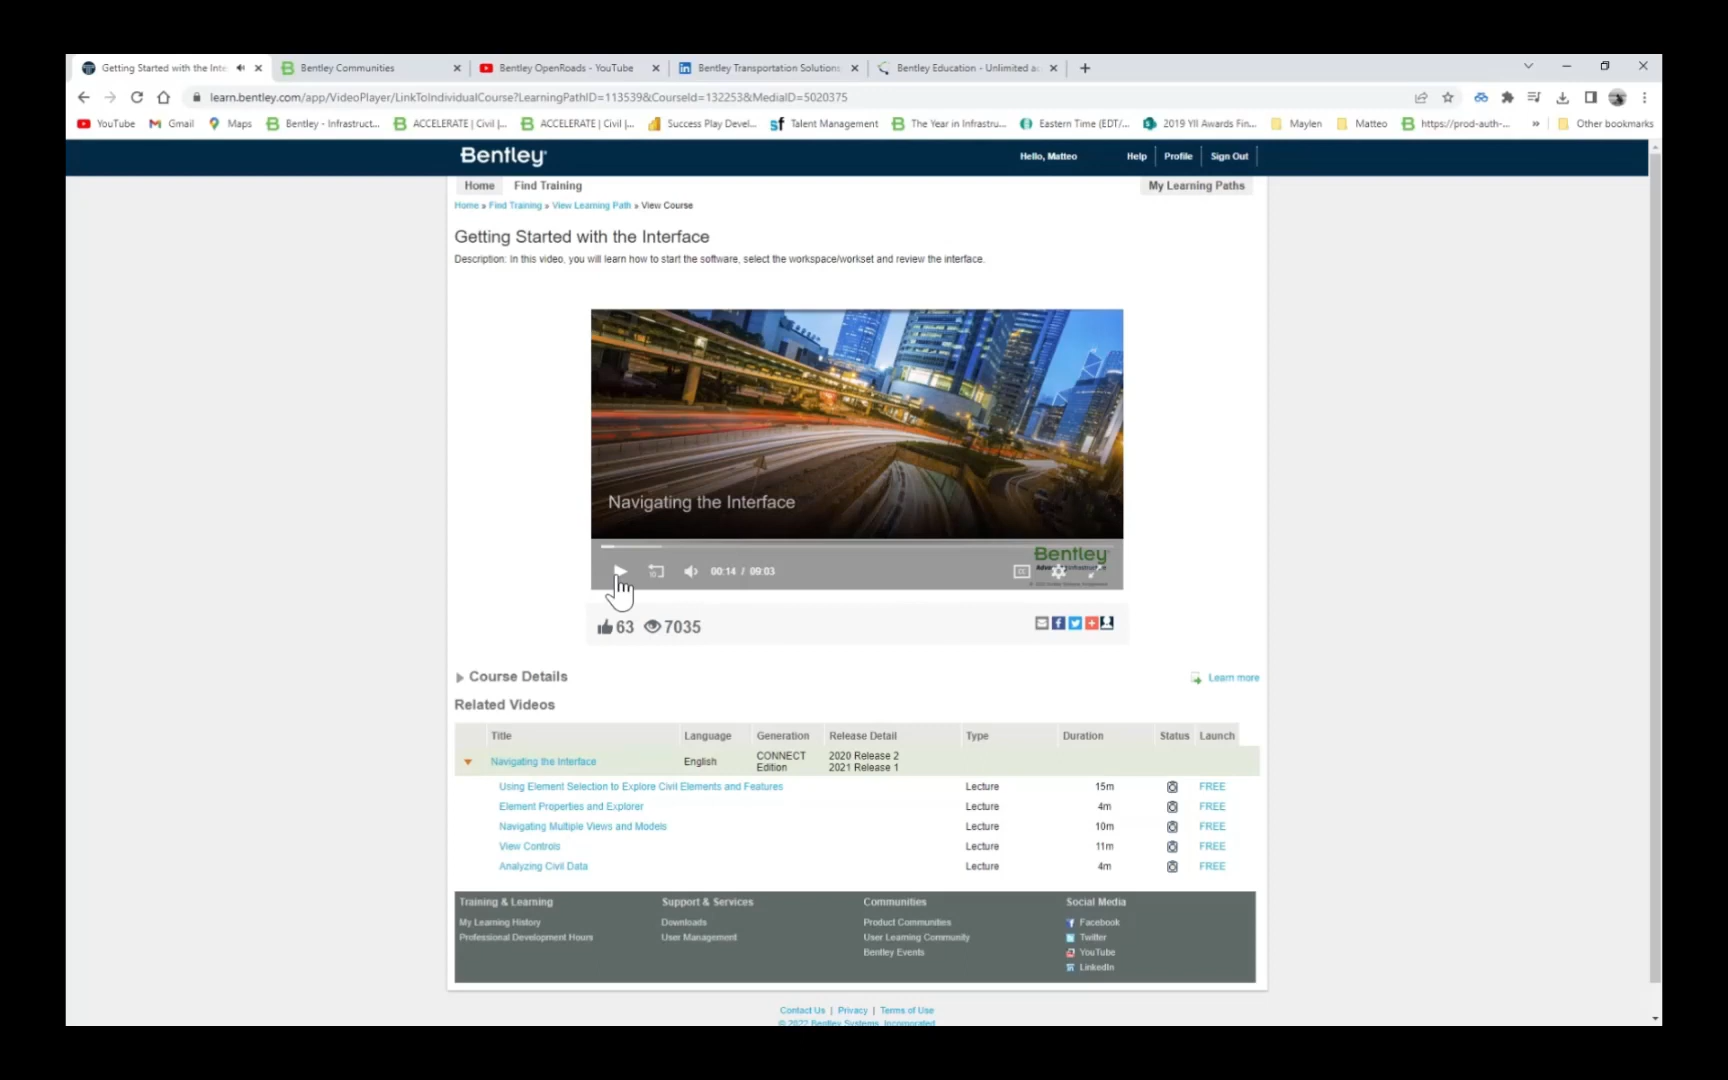 Getting Started with the Inte
Bentley Communities
Bentley OpenRoads - YouTube
Bentley Transportation Solutions
Bentley Education - Unlimited a
learn.bentley.com/app/VideoPlayer/LinkToIndividualCourse?LearningPathID=113539&CourseId=132253&MediaID=5020375
YouTube
Gmail
Maps
Bentley - Infrastruct...
ACCELERATE | Civil |...
ACCELERATE | Civil |...
Success Play Devel...
Talent Management
The Year in Infrastru...
Eastern Time (EDT/...
2019 YII Awards Fin...
Maylen
Matteo
https://prod-auth-...
»
Other bookmarks
Bentley
Hello, Matteo
Help
Profile
Sign Out
Home
Find Training
My Learning Paths
Home » Find Training » View Learning Path » View Course
Getting Started with the Interface
Description: In this video, you will learn how to start the software, select the workspace/workset and review the interface.
Navigating the Interface
Bentley
00:14 / 09:03
CC
63
7035
Course Details
Learn more
Related Videos
Title
Language
Generation
Release Detail
Type
Duration
Status
Launch
Navigating the Interface
English
CONNECT Edition
2020 Release 2
2021 Release 1
Using Element Selection to Explore Civil Elements and Features
Lecture
15m
FREE
Element Properties and Explorer
Lecture
4m
FREE
Navigating Multiple Views and Models
Lecture
10m
FREE
View Controls
Lecture
11m
FREE
Analyzing Civil Data
Lecture
4m
FREE
Training & Learning
Support & Services
Communities
Social Media
My Learning History
Downloads
Product Communities
Facebook
Professional Development Hours
User Management
User Learning Community
Twitter
Bentley Events
YouTube
LinkedIn
Contact Us | Privacy | Terms of Use
© 2022 Bentley Systems, Incorporated